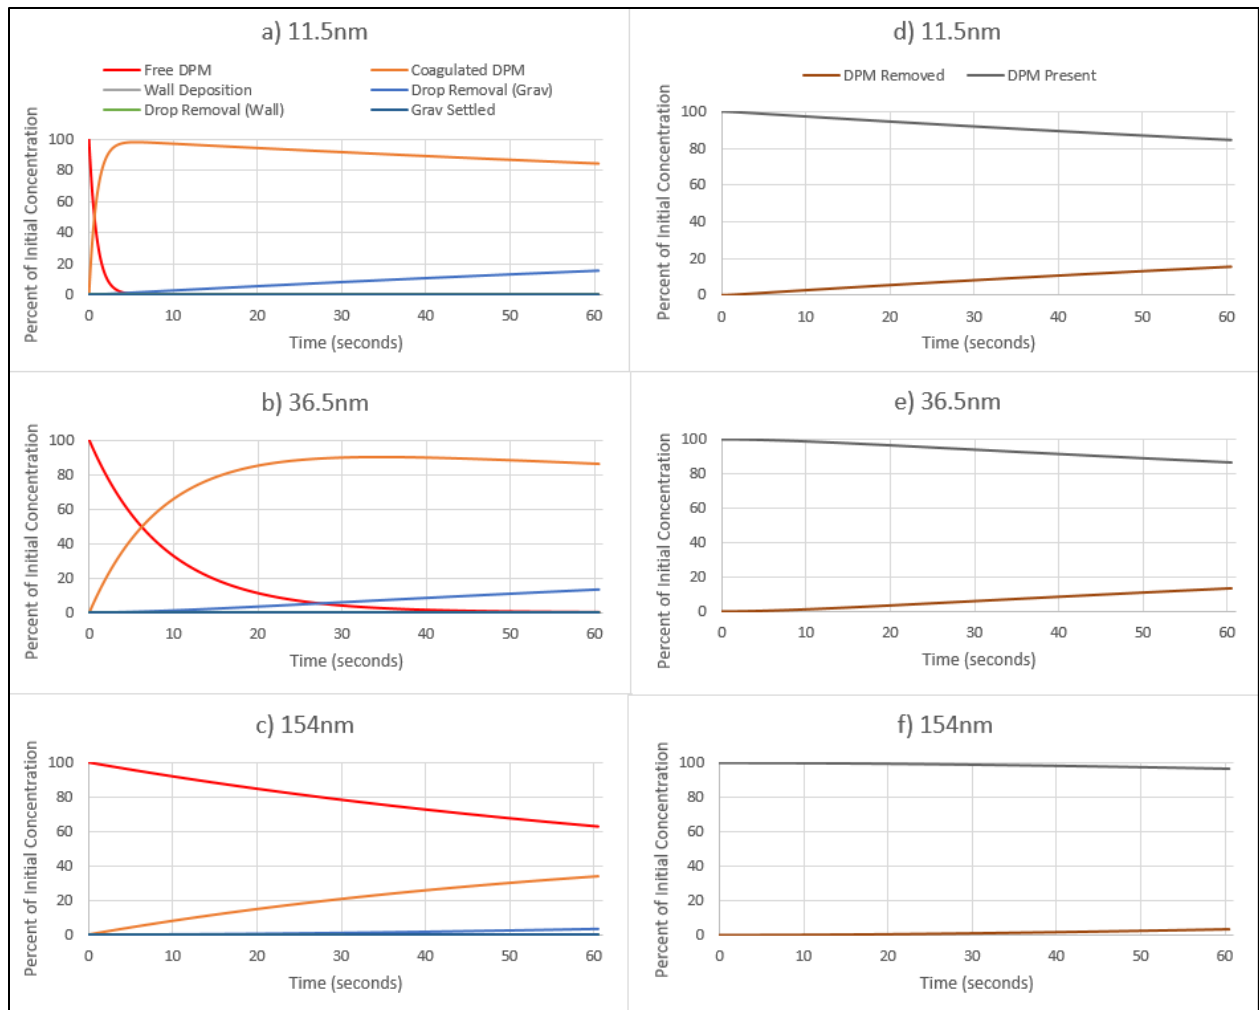 a) 11.5nm
Free DPM
Coagulated DPM
Wall Deposition
Drop Removal (Grav)
Drop Removal (Wall)
Grav Settled
Percent of Initial Concentration
100
80
60
40
20
0
0 10 20 30 40 50 60
Time (seconds)
d) 11.5nm
DPM Removed
DPM Present
Percent of Initial Concentration
100
80
60
40
20
0
0 10 20 30 40 50 60
Time (seconds)
b) 36.5nm
Percent of Initial Concentration
100
80
60
40
20
0
0 10 20 30 40 50 60
Time (seconds)
e) 36.5nm
Percent of Initial Concentration
100
80
60
40
20
0
0 10 20 30 40 50 60
Time (seconds)
c) 154nm
Percent of Initial Concentration
100
80
60
40
20
0
0 10 20 30 40 50 60
Time (seconds)
f) 154nm
Percent of Initial Concentration
100
80
60
40
20
0
0 10 20 30 40 50 60
Time (seconds)